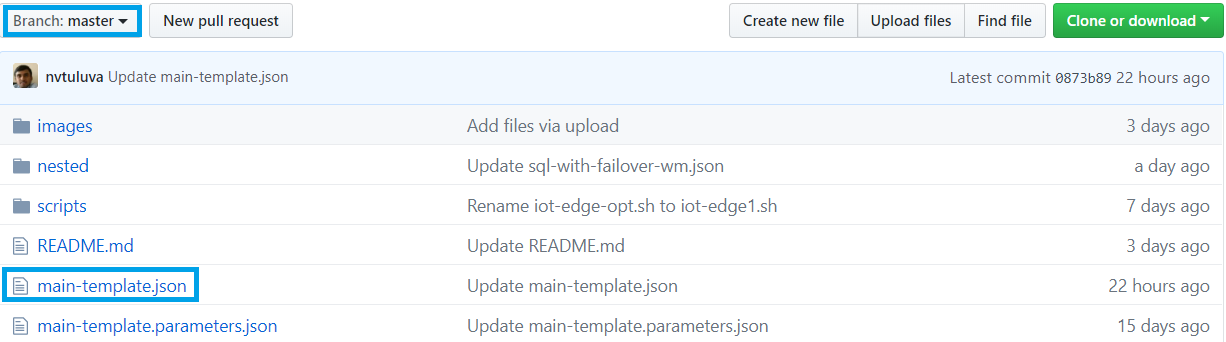 Branch: master New pull request Create new file Upload files Find file Clone or download
nvtuluva Update main-template.json Latest commit 0873b89 22 hours ago
images Add files via upload 3 days ago
nested Update sql-with-failover-wm.json a day ago
scripts Rename iot-edge-opt.sh to iot-edge1.sh 7 days ago
README.md Update README.md 3 days ago
main-template.json Update main-template.json 22 hours ago
main-template.parameters.json Update main-template.parameters.json 15 days ago